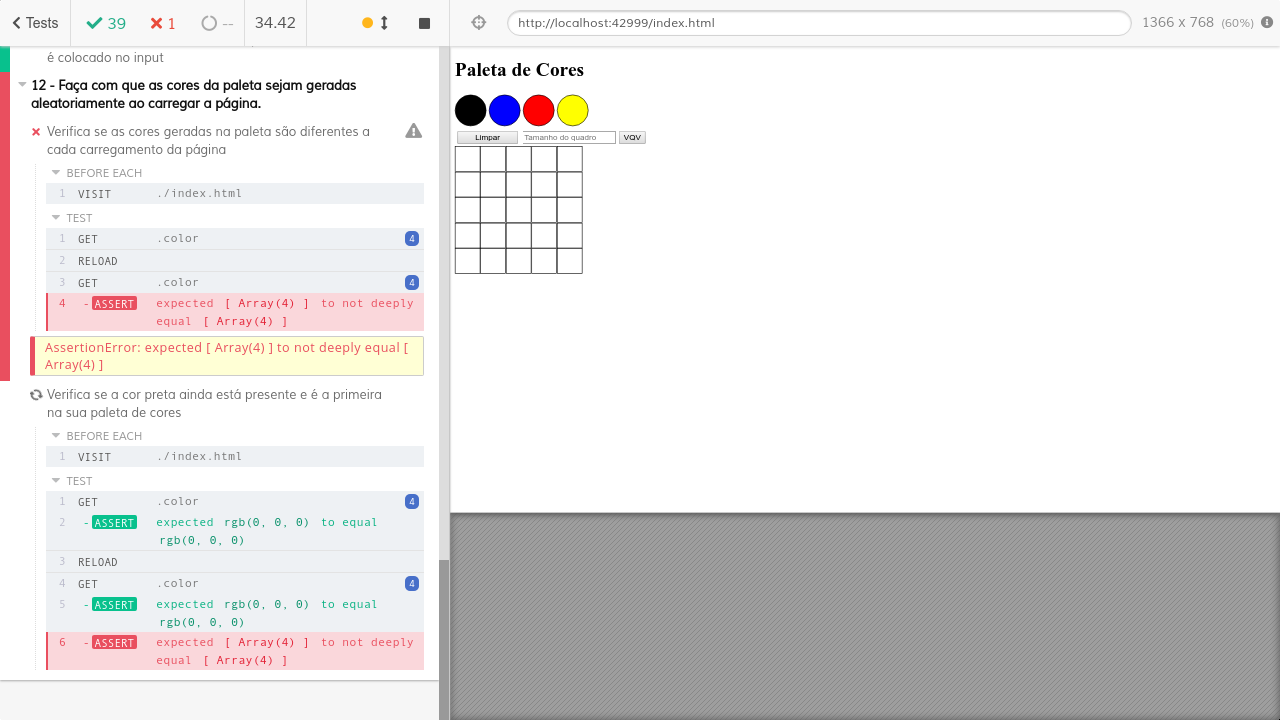 Tests
39
1
--
34.42
http://localhost:42999/index.html
1366 x 768 (60%)
é colocado no input
12 - Faça com que as cores da paleta sejam geradas
aleatoriamente ao carregar a página.
Verifica se as cores geradas na paleta são diferentes a
cada carregamento da página
BEFORE EACH
1 VISIT ./index.html
TEST
1 GET .color 4
2 RELOAD
3 GET .color 4
4 -ASSERT expected [ Array(4) ] to not deeply
equal [ Array(4) ]
AssertionError: expected [ Array(4) ] to not deeply equal [
Array(4) ]
Verifica se a cor preta ainda está presente e é a primeira
na sua paleta de cores
BEFORE EACH
1 VISIT ./index.html
TEST
1 GET .color 4
2 -ASSERT expected rgb(0, 0, 0) to equal
rgb(0, 0, 0)
3 RELOAD
4 GET .color 4
5 -ASSERT expected rgb(0, 0, 0) to equal
rgb(0, 0, 0)
6 -ASSERT expected [ Array(4) ] to not deeply
equal [ Array(4) ]
Paleta de Cores
Limpar Tamanho do quadro VQV